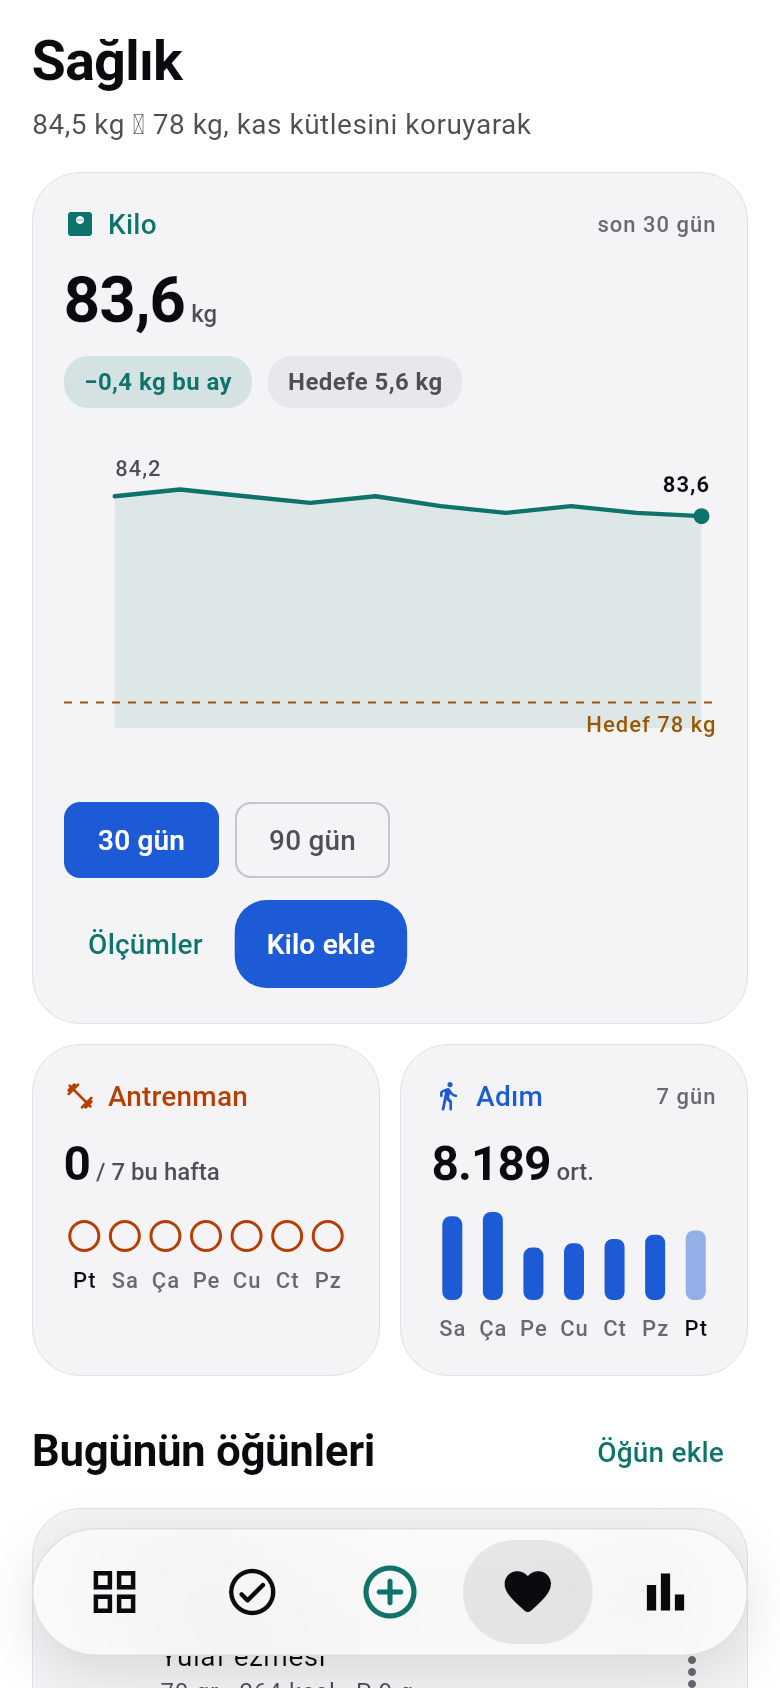 Sağlık
84,5 kg 78 kg, kas kütlesini koruyarak
Kilo
son 30 gün
83,6 kg
−0,4 kg bu ay
Hedefe 5,6 kg
84,2
83,6
Hedef 78 kg
30 gün
90 gün
Ölçümler
Kilo ekle
Antrenman
0 / 7 bu hafta
Pt Sa Ça Pe Cu Ct Pz
Adım
7 gün
8.189 ort.
Sa Ça Pe Cu Ct Pz Pt
Bugünün öğünleri
Öğün ekle
ezmesi